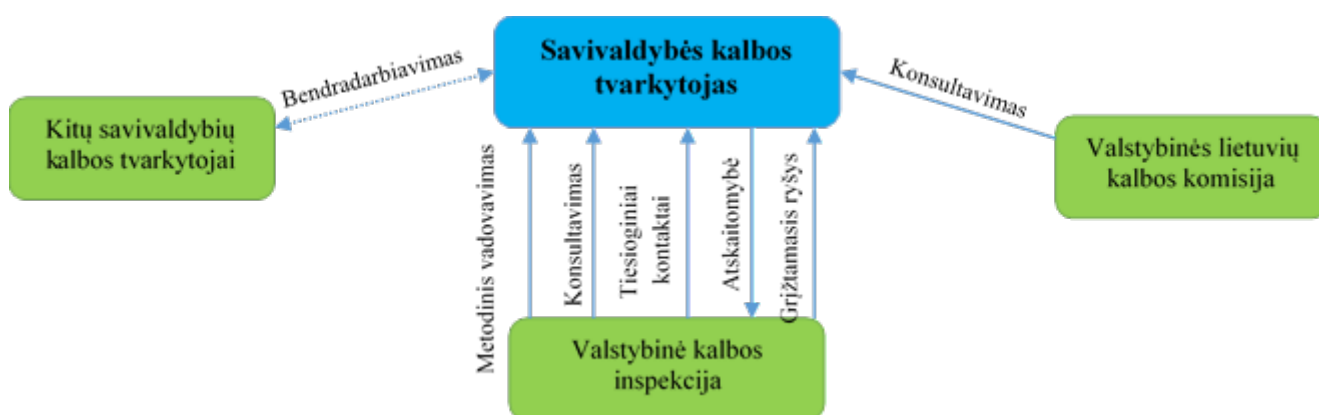 Savivaldybės kalbos
tvarkytojas
Bendradarbiavimas
Konsultavimas
Kitų savivaldybių
kalbos tvarkytojai
Valstybinės lietuvių
kalbos komisija
Metodinis vadovavimas
Konsultavimas
Tiesioginiai
kontaktai
Atskaitomybė
Grįžtamasis ryšys
Valstybinė kalbos
inspekcija